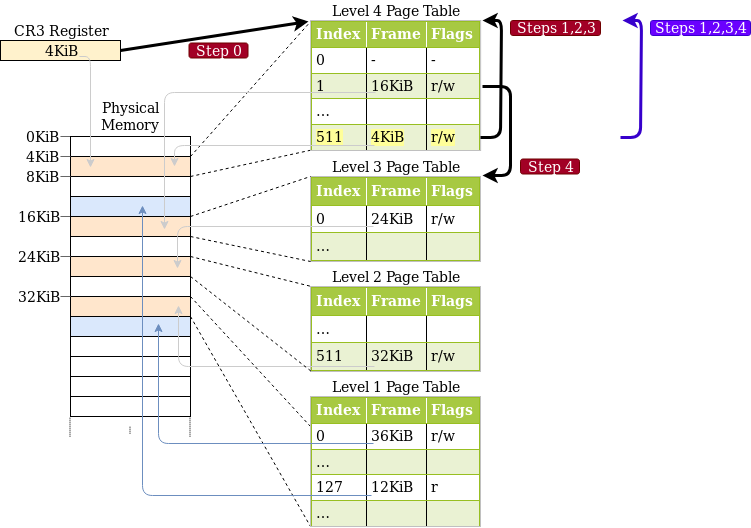 CR3 Register
4KiB
Step 0
Physical
Memory
0KiB
4KiB
8KiB
16KiB
24KiB
32KiB
Level 4 Page Table
Index Frame Flags
0 - -
1 16KiB r/w
...
511 4KiB r/w
Steps 1,2,3
Steps 1,2,3,4
Step 4
Level 3 Page Table
Index Frame Flags
0 24KiB r/w
...
Level 2 Page Table
Index Frame Flags
...
511 32KiB r/w
Level 1 Page Table
Index Frame Flags
0 36KiB r/w
...
127 12KiB r
...